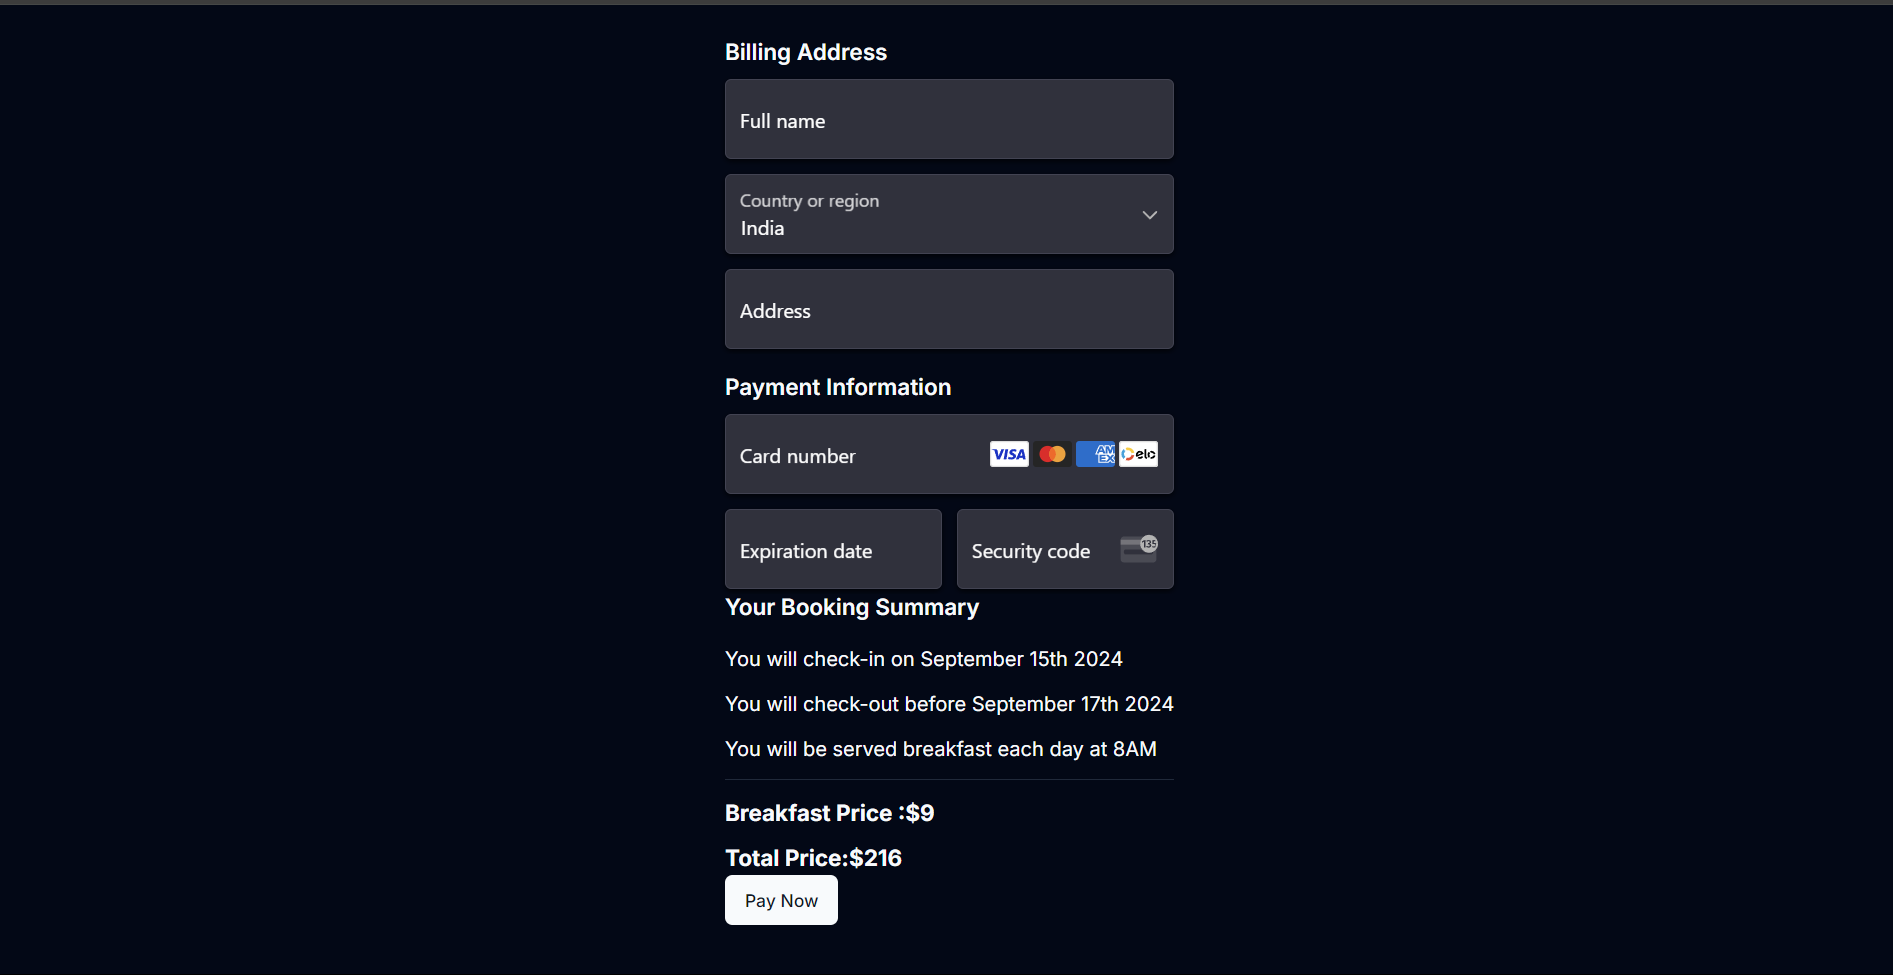 Billing Address
Full name
Country or region
India
Address
Payment Information
Card number VISA AM EX elo
Expiration date Security code 135
Your Booking Summary
You will check-in on September 15th 2024
You will check-out before September 17th 2024
You will be served breakfast each day at 8AM
Breakfast Price :$9
Total Price:$216
Pay Now